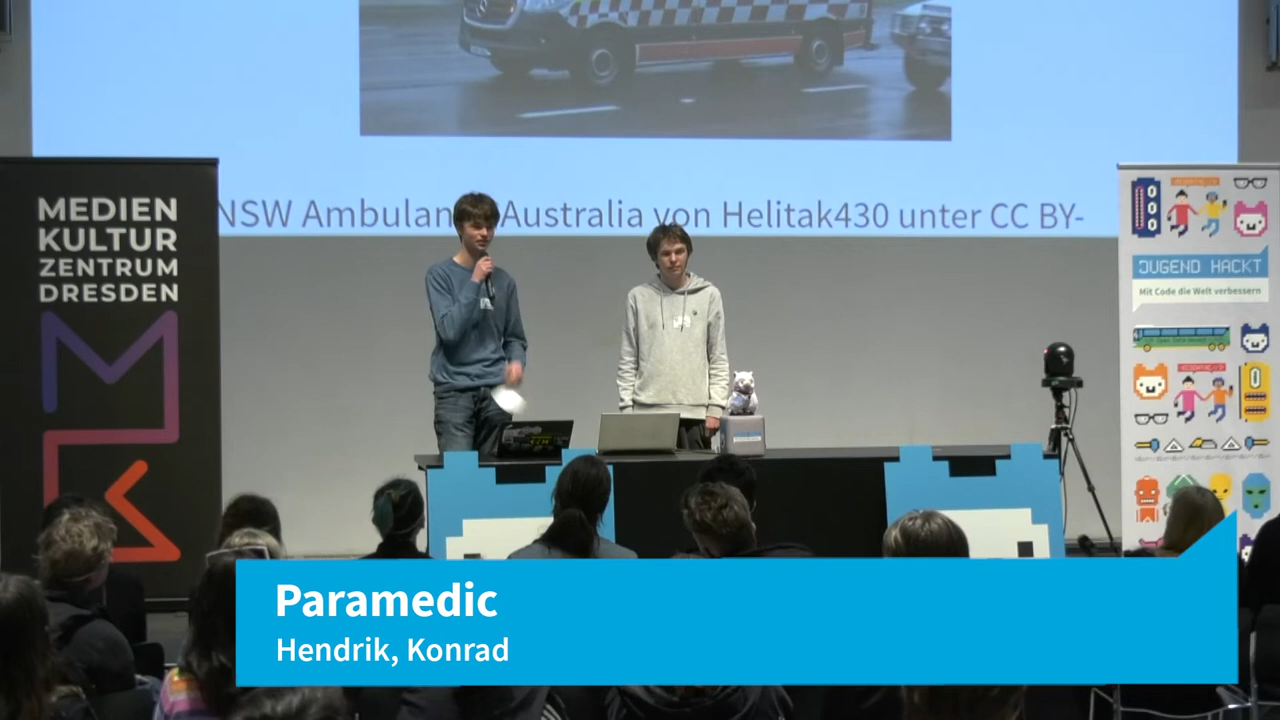 NSW Ambulan Australia von Helitak430 unter CC BY-
MEDIEN
KULTUR
ZENTRUM
DRESDEN
JUGEND HACKT
Mit Code die Welt verbessern
Paramedic
Hendrik, Konrad